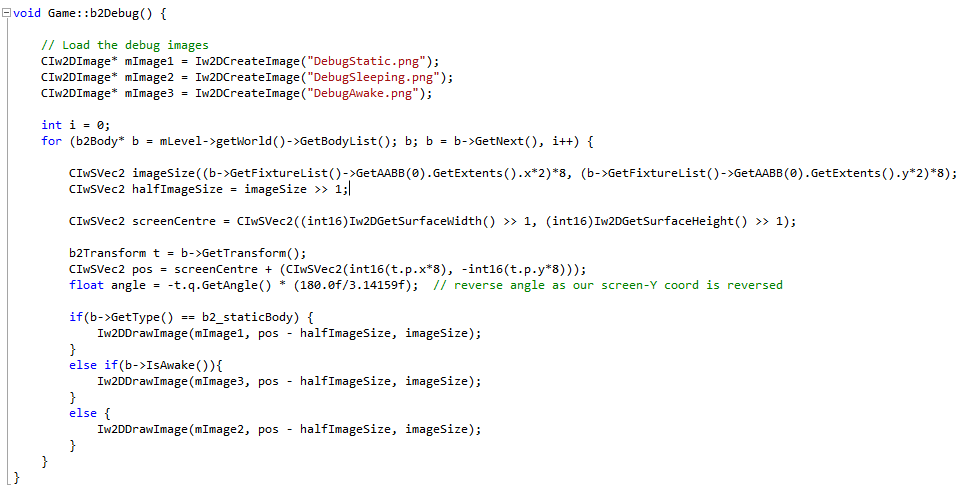 void Game::b2Debug() {
// Load the debug images
CIw2DImage* mImage1 = Iw2DCreateImage("DebugStatic.png");
CIw2DImage* mImage2 = Iw2DCreateImage("DebugSleeping.png");
CIw2DImage* mImage3 = Iw2DCreateImage("DebugAwake.png");
int i = 0;
for (b2Body* b = mLevel->getWorld()->GetBodyList(); b; b = b->GetNext(), i++) {
CIwSVec2 imageSize((b->GetFixtureList()->GetAABB(0).GetExtents().x*2)*8, (b->GetFixtureList()->GetAABB(0).GetExtents().y*2)*8);
CIwSVec2 halfImageSize = imageSize >> 1;
CIwSVec2 screenCentre = CIwSVec2((int16)Iw2DGetSurfaceWidth() >> 1, (int16)Iw2DGetSurfaceHeight() >> 1);
b2Transform t = b->GetTransform();
CIwSVec2 pos = screenCentre + (CIwSVec2(int16(t.p.x*8), -int16(t.p.y*8)));
float angle = -t.q.GetAngle() * (180.0f/3.14159f);  // reverse angle as our screen-Y coord is reversed
if(b->GetType() == b2_staticBody) {
Iw2DDrawImage(mImage1, pos - halfImageSize, imageSize);
}
else if(b->IsAwake()){
Iw2DDrawImage(mImage3, pos - halfImageSize, imageSize);
}
else {
Iw2DDrawImage(mImage2, pos - halfImageSize, imageSize);
}
}
}